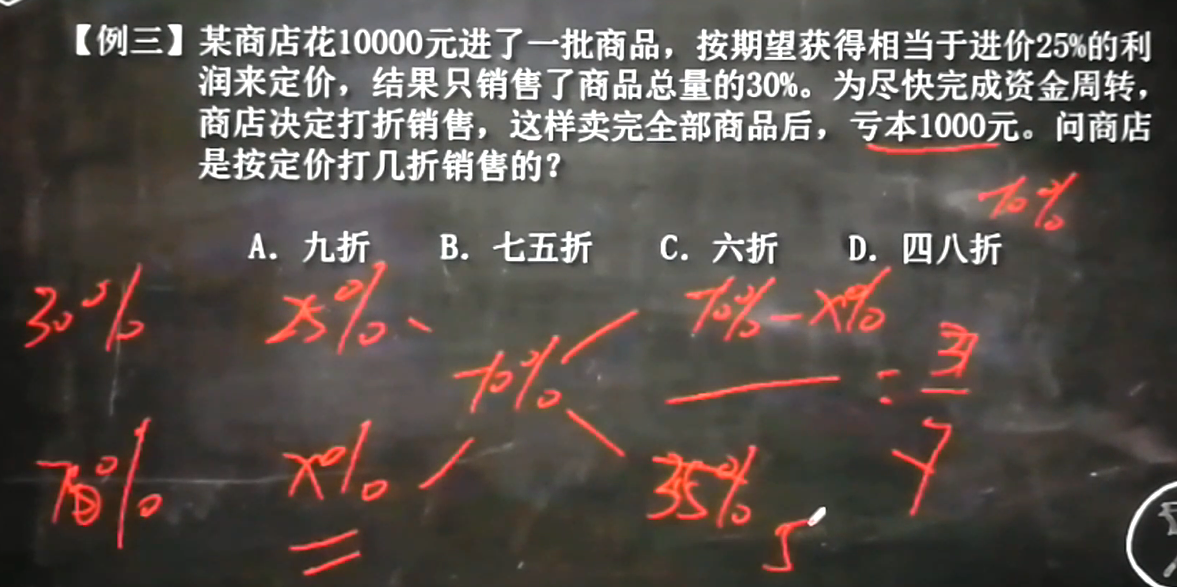 【例三】某商店花10000元进了一批商品，按期望获得相当于进价25%的利
润来定价，结果只销售了商品总量的30%。为尽快完成资金周转，
商店决定打折销售，这样卖完全部商品后，亏本1000元。问商店
是按定价打几折销售的？
-10%
A. 九折 B. 七五折 C. 六折 D. 四八折
30% 25% -10%-x%
-10% = 3
70% x% 35% 7
5